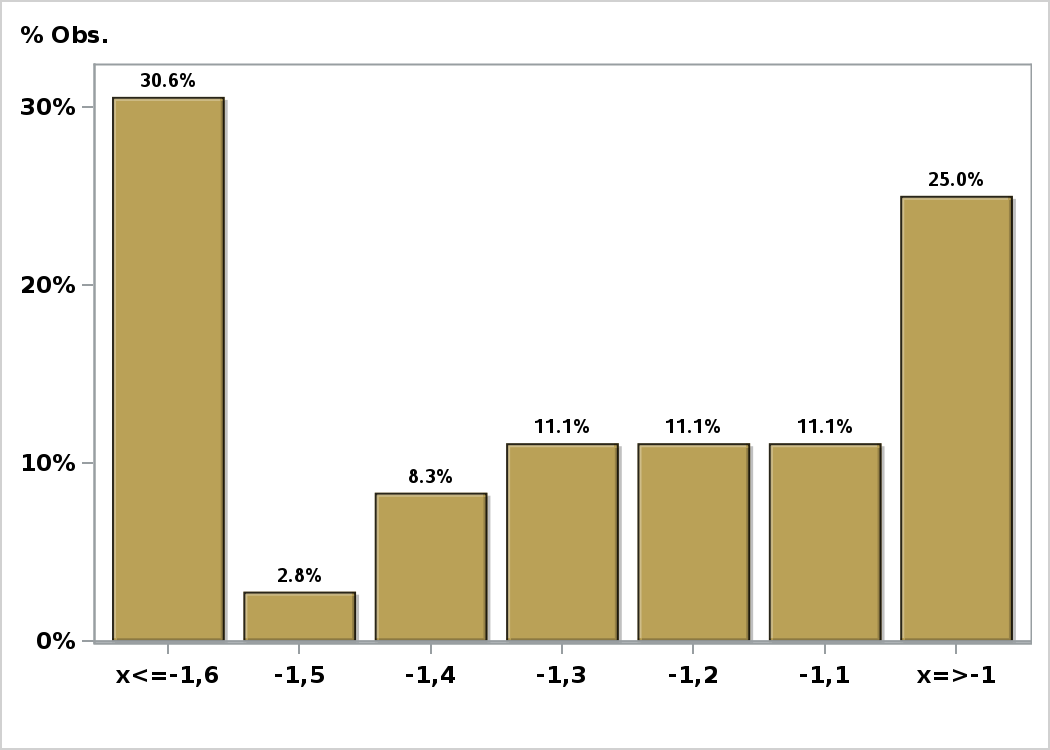 % Obs.
30.6%
30%
25.0%
20%
11.1% 11.1% 11.1%
10%
8.3%
2.8%
0%
x<=-1,6 -1,5 -1,4 -1,3 -1,2 -1,1 x=>-1